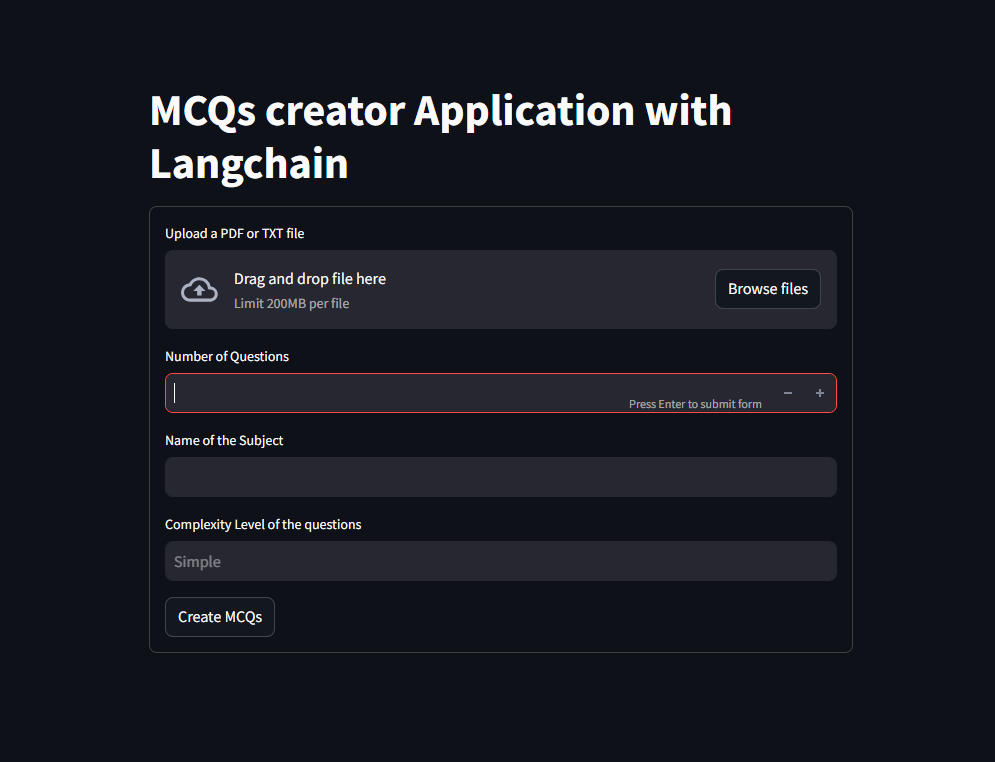 MCQs creator Application with
Langchain
Upload a PDF or TXT file
Drag and drop file here
Limit 200MB per file
Browse files
Number of Questions
Press Enter to submit form
Name of the Subject
Complexity Level of the questions
Simple
Create MCQs